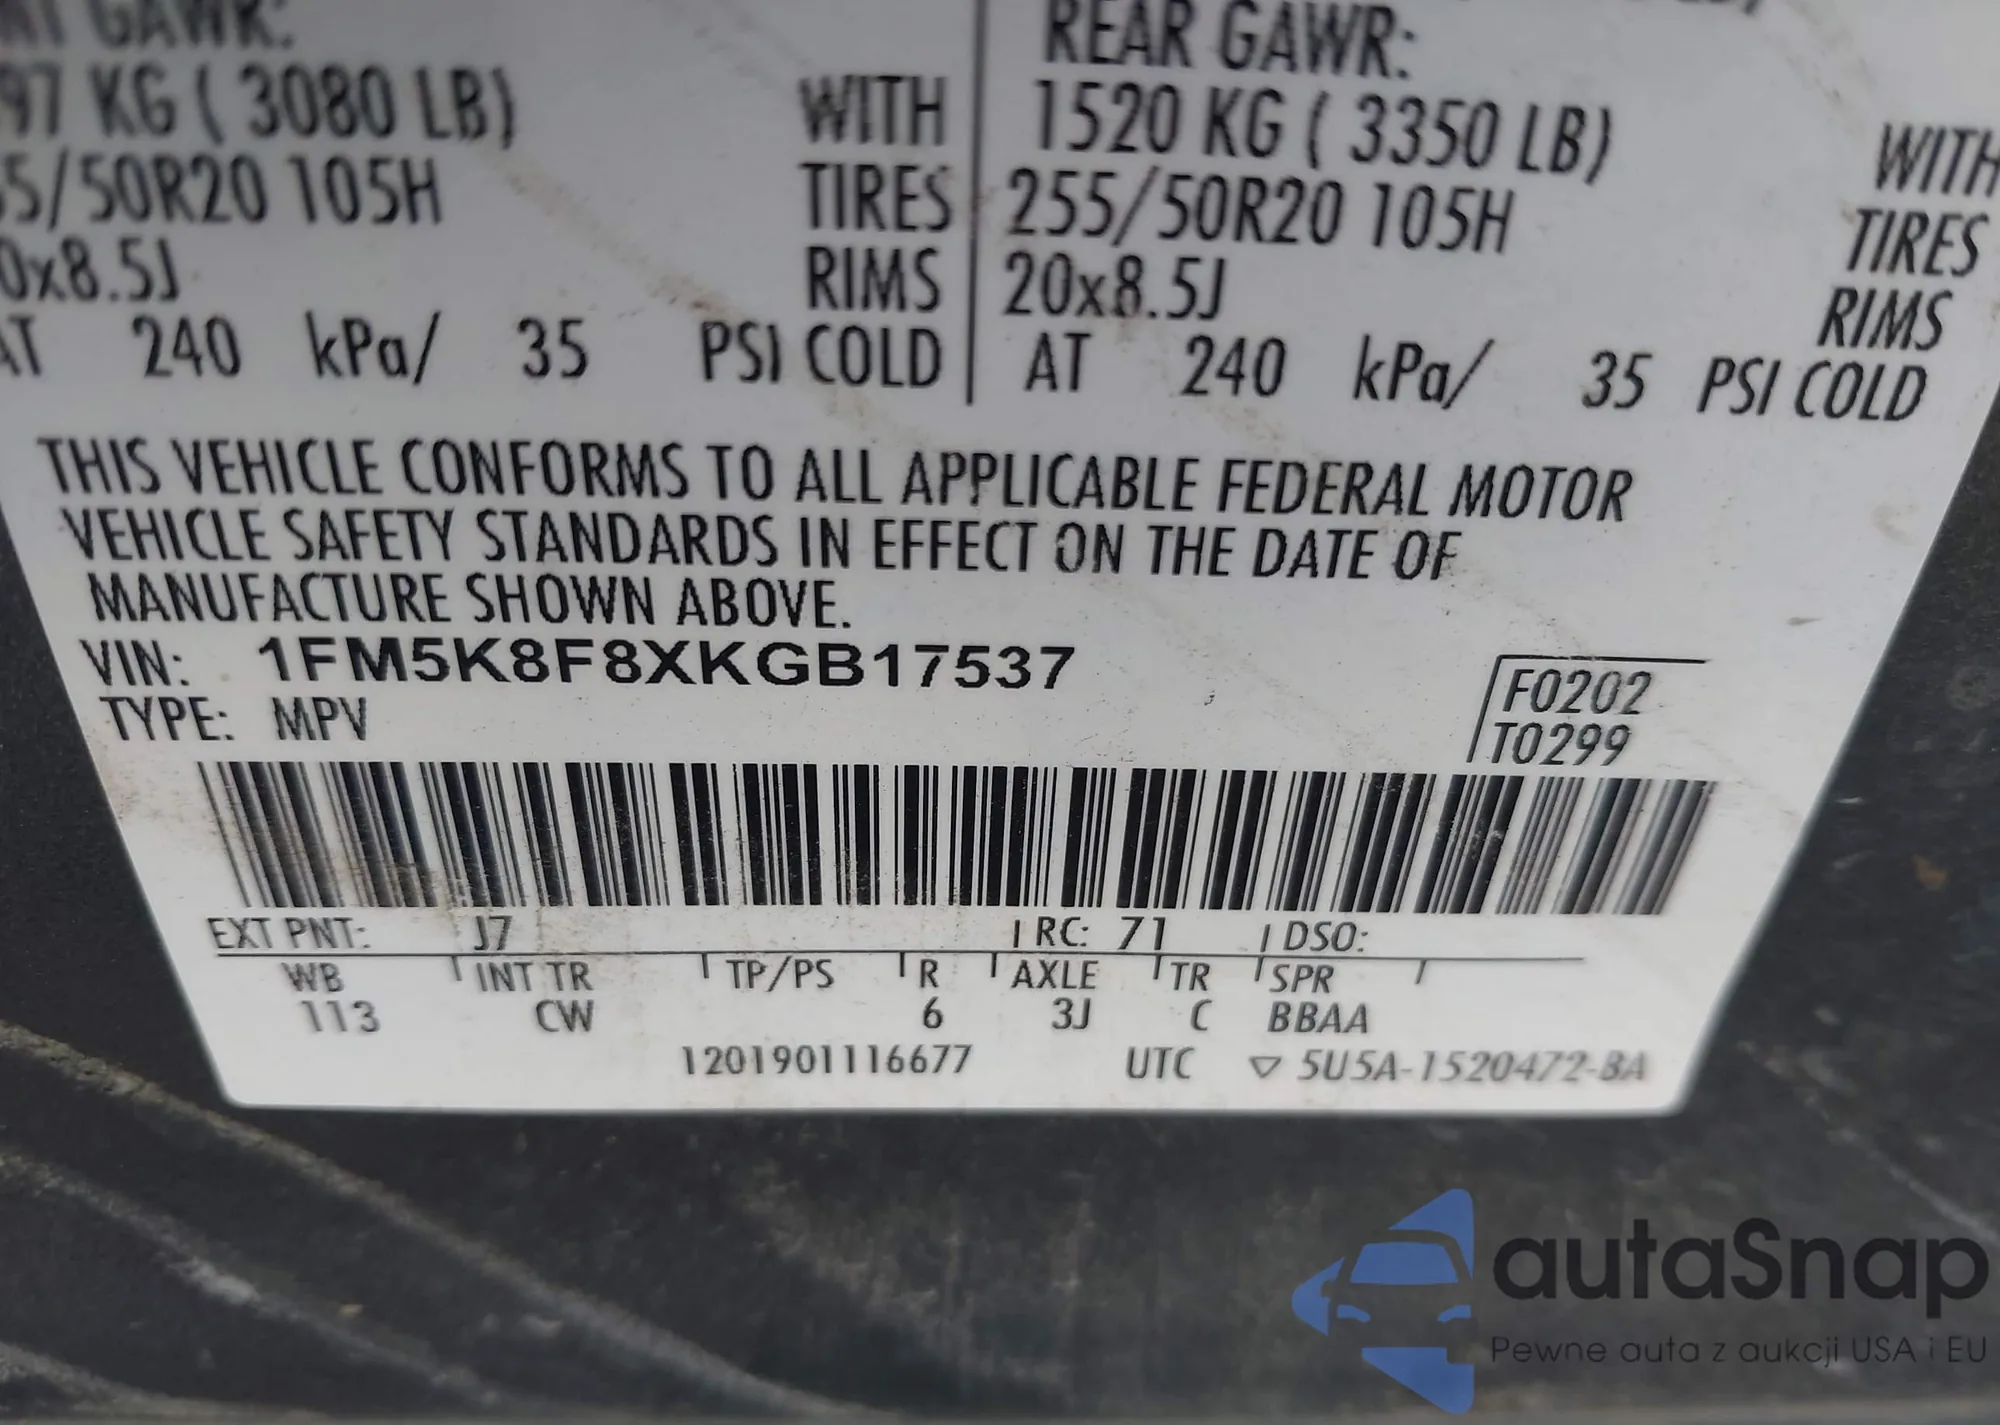 GAWR:
REAR GAWR:
97 KG ( 3080 LB) WITH
1520 KG ( 3350 LB) WITH
55/50R20 105H TIRES
255/50R20 105H TIRES
0x8.5J RIMS
20x8.5J RIMS
AT 240 kPa/ 35 PSI COLD
AT 240 kPa/ 35 PSI COLD
THIS VEHICLE CONFORMS TO ALL APPLICABLE FEDERAL MOTOR
VEHICLE SAFETY STANDARDS IN EFFECT ON THE DATE OF
MANUFACTURE SHOWN ABOVE.
VIN: 1FM5K8F8XKGB17537
TYPE: MPV
F0202
T0299
EXT PNT: J7 RC: 71 DSO:
WB INT TR TP/PS R AXLE TR SPR
113 CW 6 3J C BBAA
1201901116677 UTC ▽ 5U5A-1520472-BA
autaSnap
Pewne auta z aukcji USA i EU